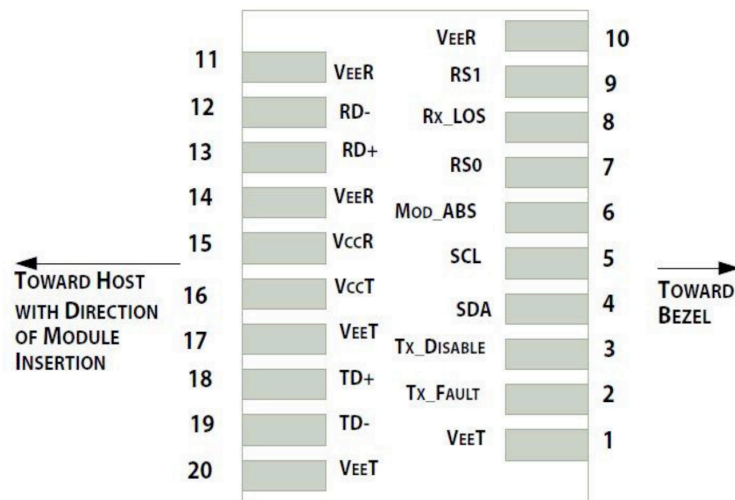 11 VEER
12 RD-
13 RD+
14 VEER
15 VCCR
16 VCCT
17 VEET
18 TD+
19 TD-
20 VEET
VEER 10
RS1 9
RX_LOS 8
RS0 7
MOD_ABS 6
SCL 5
SDA 4
TX_DISABLE 3
TX_FAULT 2
VEET 1
TOWARD HOST
WITH DIRECTION
OF MODULE
INSERTION
TOWARD
BEZEL